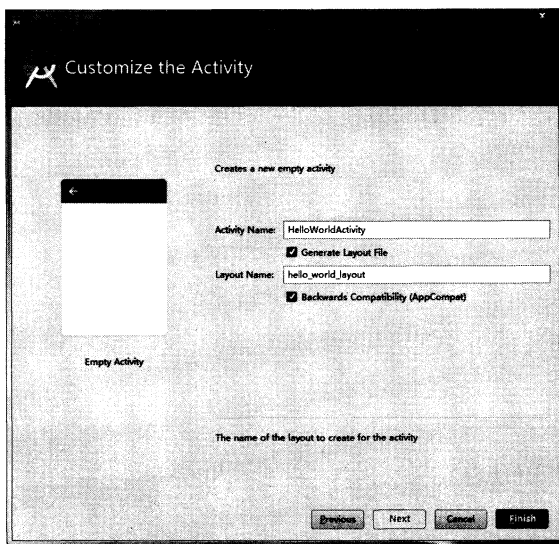 Customize the Activity
Creates a new empty activity
Activity Name: HelloWorldActivity
Generate Layout File
Layout Name: hello_world_layout
Backwards Compatibility (AppCompat)
Empty Activity
The name of the layout to create for the activity
Previous Next Cancel Finish